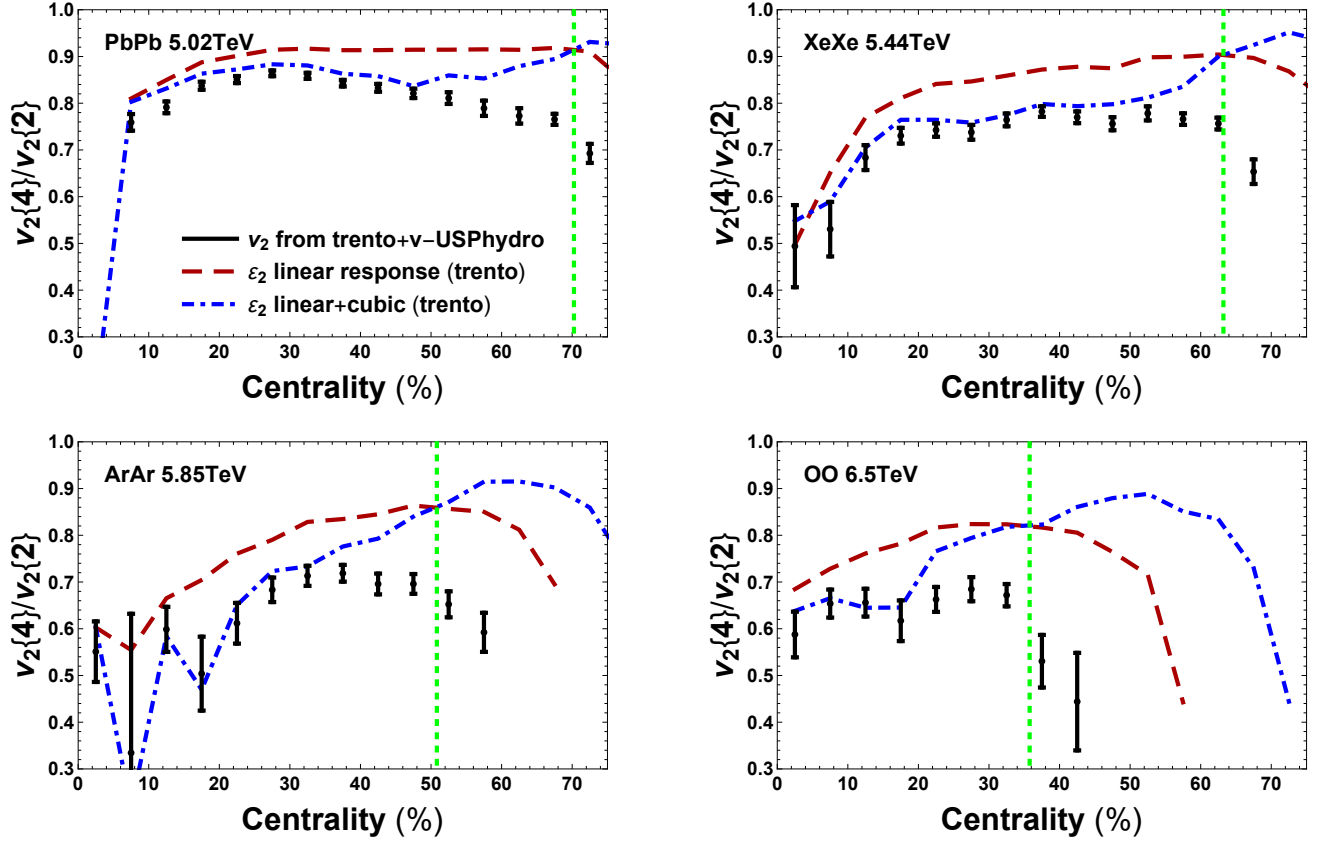 PbPb 5.02TeV
v₂{4}/v₂{2}
1.0
0.9
0.8
0.7
0.6
0.5
0.4
0.3
v₂ from trento+v−USPhydro
ε₂ linear response (trento)
ε₂ linear+cubic (trento)
0 10 20 30 40 50 60 70
Centrality (%)
XeXe 5.44TeV
v₂{4}/v₂{2}
1.0
0.9
0.8
0.7
0.6
0.5
0.4
0.3
0 10 20 30 40 50 60 70
Centrality (%)
ArAr 5.85TeV
v₂{4}/v₂{2}
1.0
0.9
0.8
0.7
0.6
0.5
0.4
0.3
0 10 20 30 40 50 60 70
Centrality (%)
OO 6.5TeV
v₂{4}/v₂{2}
1.0
0.9
0.8
0.7
0.6
0.5
0.4
0.3
0 10 20 30 40 50 60 70
Centrality (%)